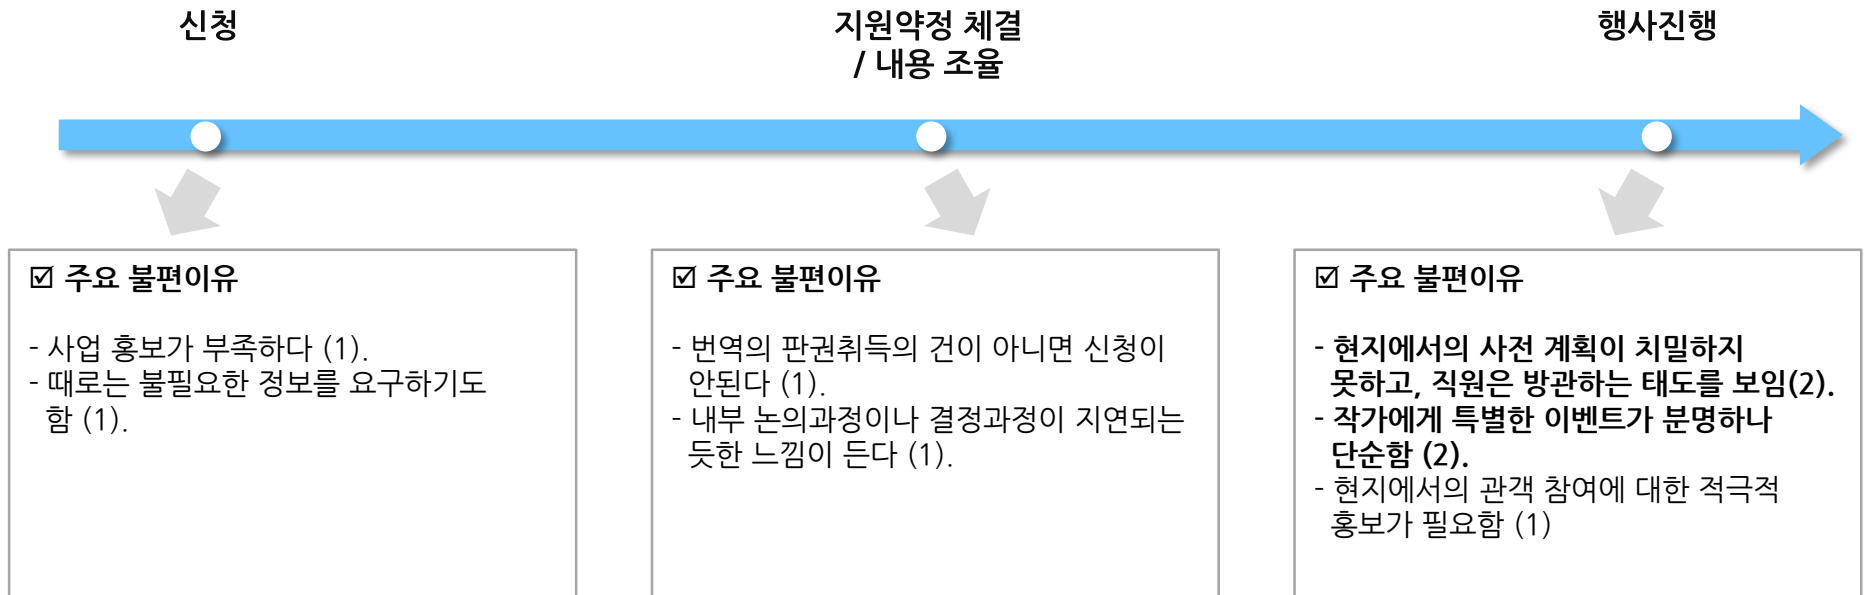 신청
지원약정 체결
/ 내용 조율
행사진행
☑ 주요 불편이유
- 사업 홍보가 부족하다 (1).
- 때로는 불필요한 정보를 요구하기도
함 (1).
☑ 주요 불편이유
- 번역의 판권취득의 건이 아니면 신청이
안된다 (1).
- 내부 논의과정이나 결정과정이 지연되는
듯한 느낌이 든다 (1).
☑ 주요 불편이유
- 현지에서의 사전 계획이 치밀하지
못하고, 직원은 방관하는 태도를 보임(2).
- 작가에게 특별한 이벤트가 분명하나
단순함 (2).
- 현지에서의 관객 참여에 대한 적극적
홍보가 필요함 (1)